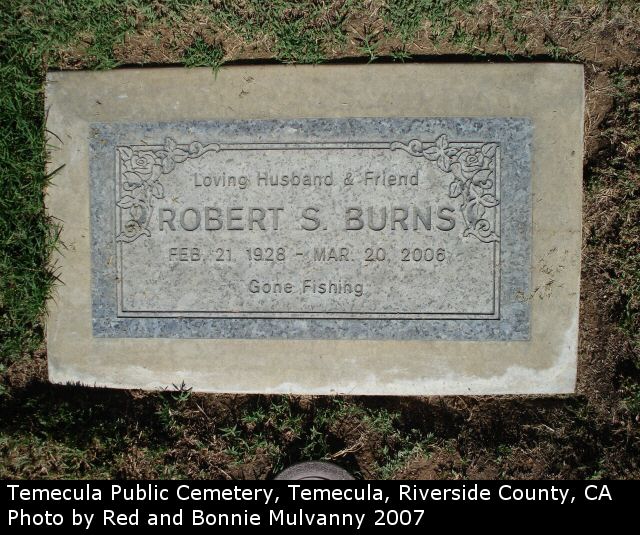 Loving Husband & Friend
ROBERT S. BURNS
FEB. 21 1928 - MAR. 20, 2006
Gone Fishing
Temecula Public Cemetery, Temecula, Riverside County, CA
Photo by Red and Bonnie Mulvanny 2007